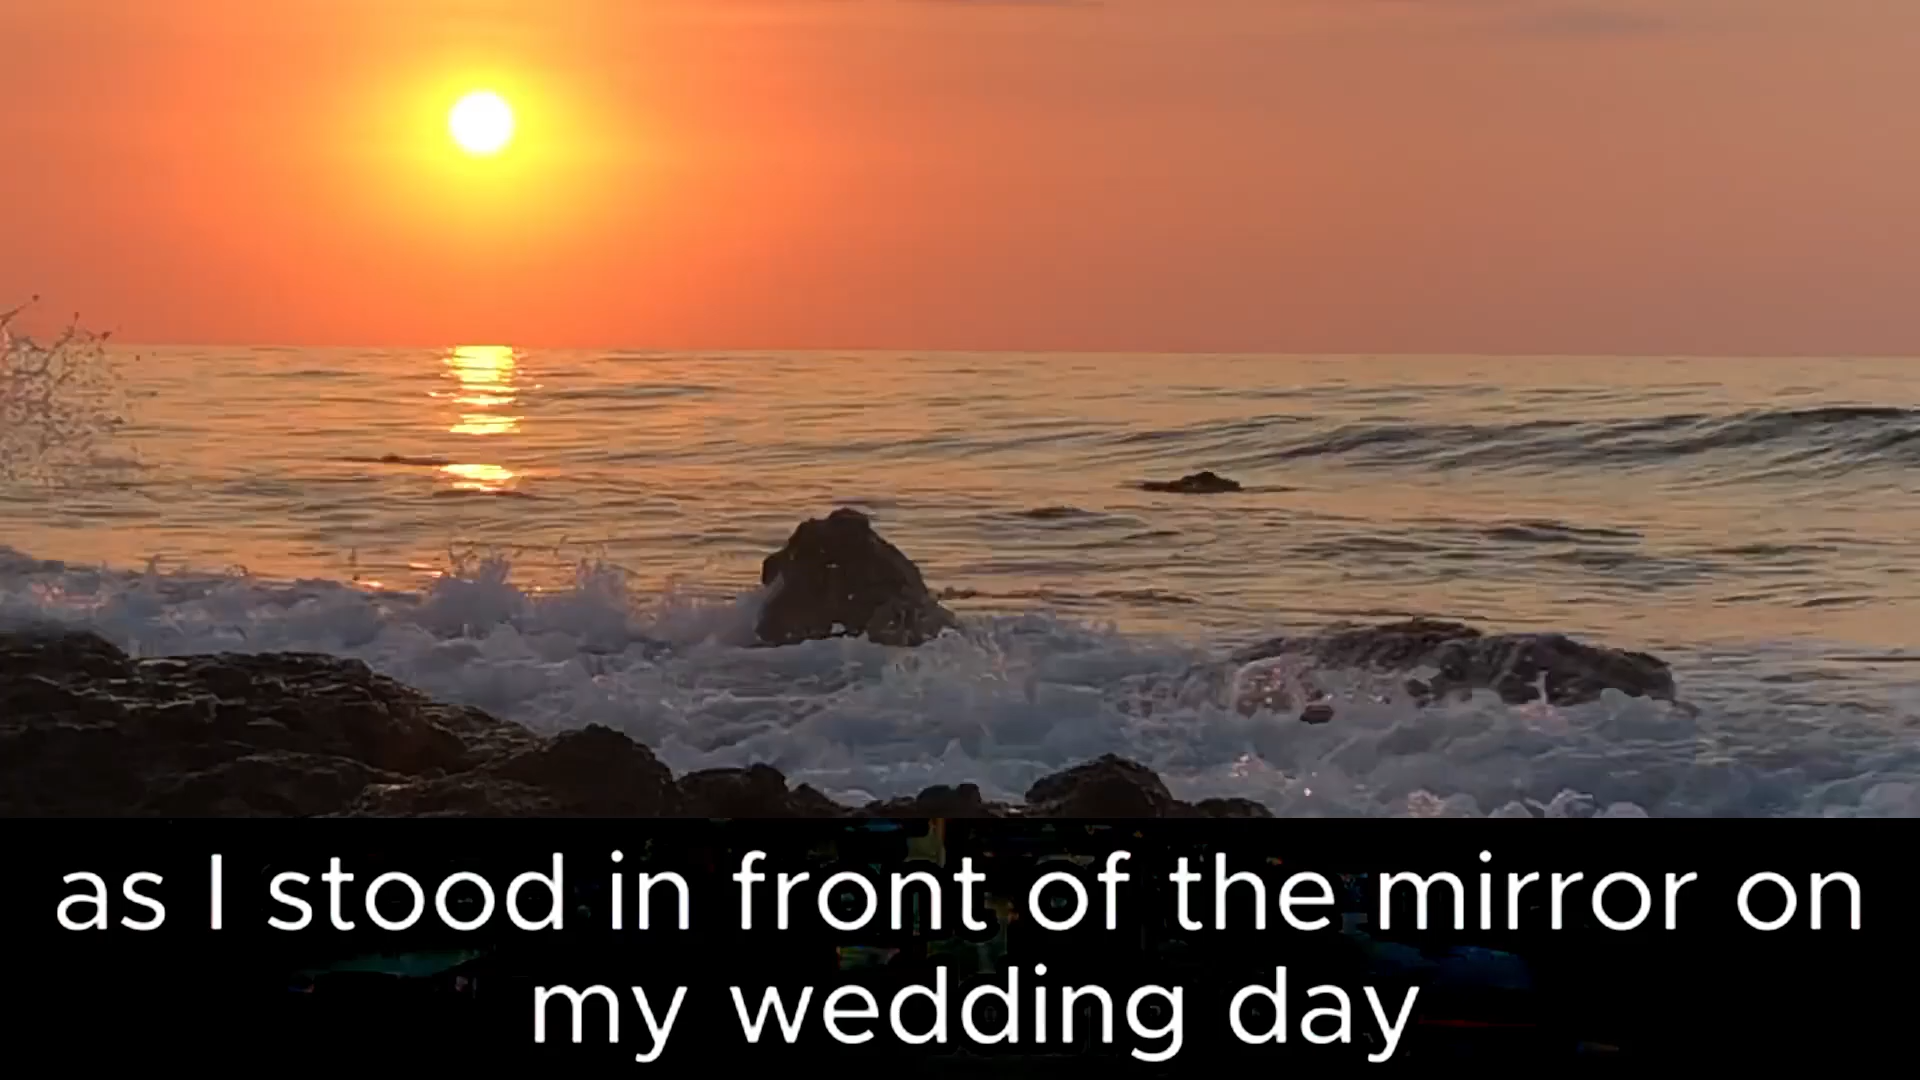 as I stood in front of the mirror on
my wedding day